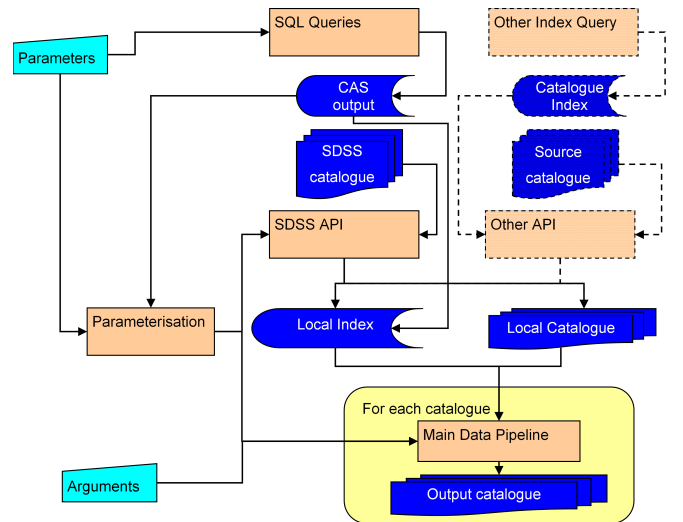 SQL Queries
Other Index Query
Parameters
CAS
output
Catalogue
Index
SDSS
catalogue
Source
catalogue
SDSS API
Other API
Parameterisation
Local Index
Local Catalogue
For each catalogue
Main Data Pipeline
Arguments
Output catalogue